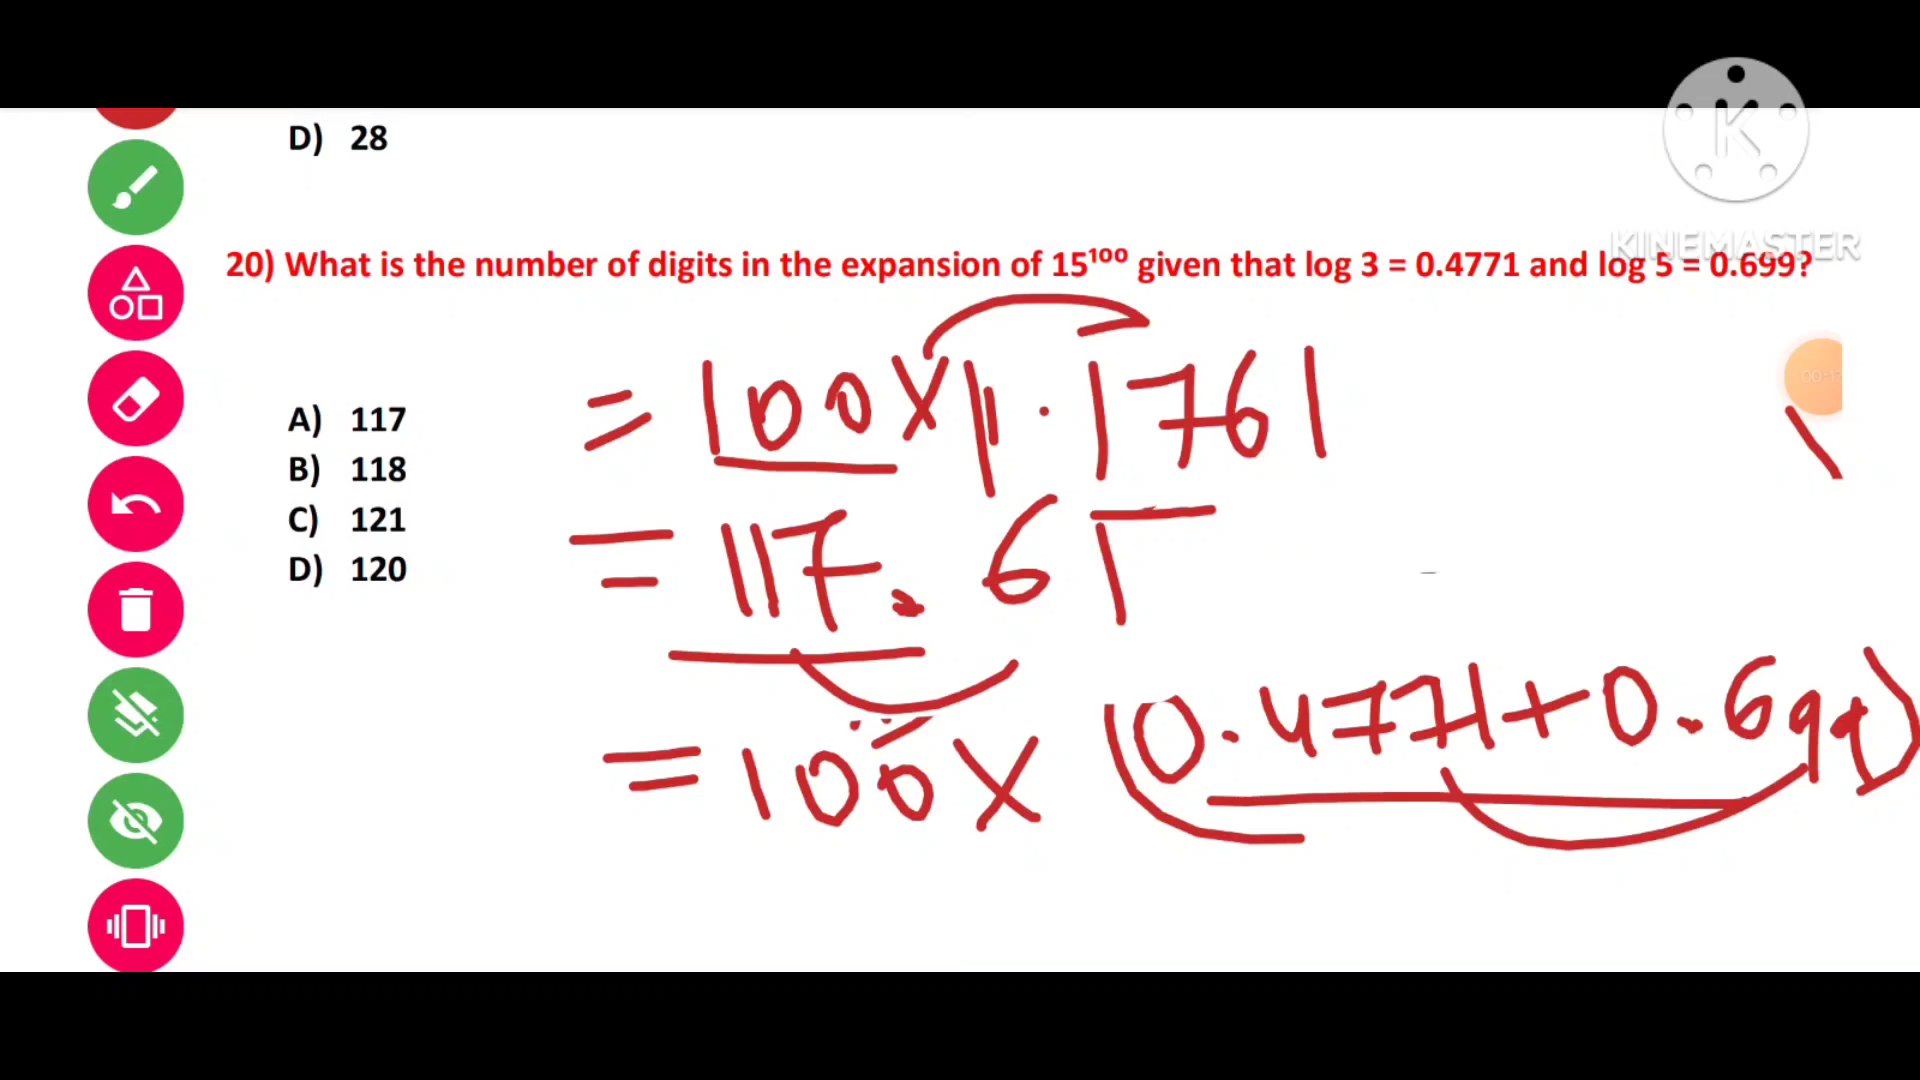 D) 28
KINEMASTER
20) What is the number of digits in the expansion of 15¹⁰⁰ given that log 3 = 0.4771 and log 5 = 0.699?
= 100 X 1.1761
A) 117
B) 118
C) 121
D) 120
= 117.61
= 100 X (0.4771+0.699)